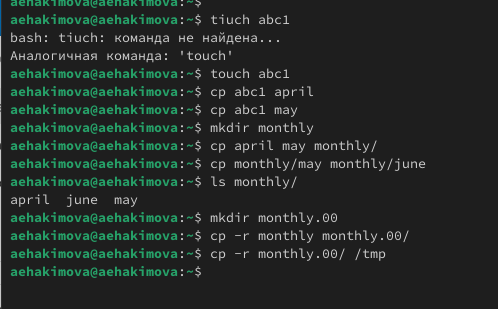 aehakimova@aehakimova:~$
aehakimova@aehakimova:~$ tiuch abc1
bash: tiuch: команда не найдена...
Аналогичная команда: 'touch'
aehakimova@aehakimova:~$ touch abc1
aehakimova@aehakimova:~$ cp abc1 april
aehakimova@aehakimova:~$ cp abc1 may
aehakimova@aehakimova:~$ mkdir monthly
aehakimova@aehakimova:~$ cp april may monthly/
aehakimova@aehakimova:~$ cp monthly/may monthly/june
aehakimova@aehakimova:~$ ls monthly/
april  june  may
aehakimova@aehakimova:~$ mkdir monthly.00
aehakimova@aehakimova:~$ cp -r monthly monthly.00/
aehakimova@aehakimova:~$ cp -r monthly.00/ /tmp
aehakimova@aehakimova:~$